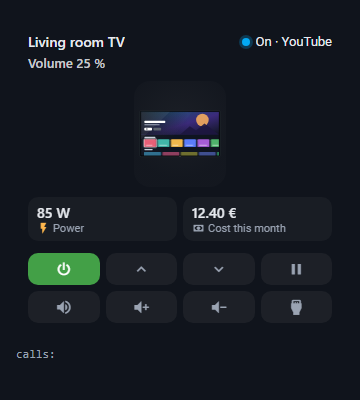 Living room TV
On · YouTube
Volume 25 %
85 W
Power
12.40 €
Cost this month
calls: